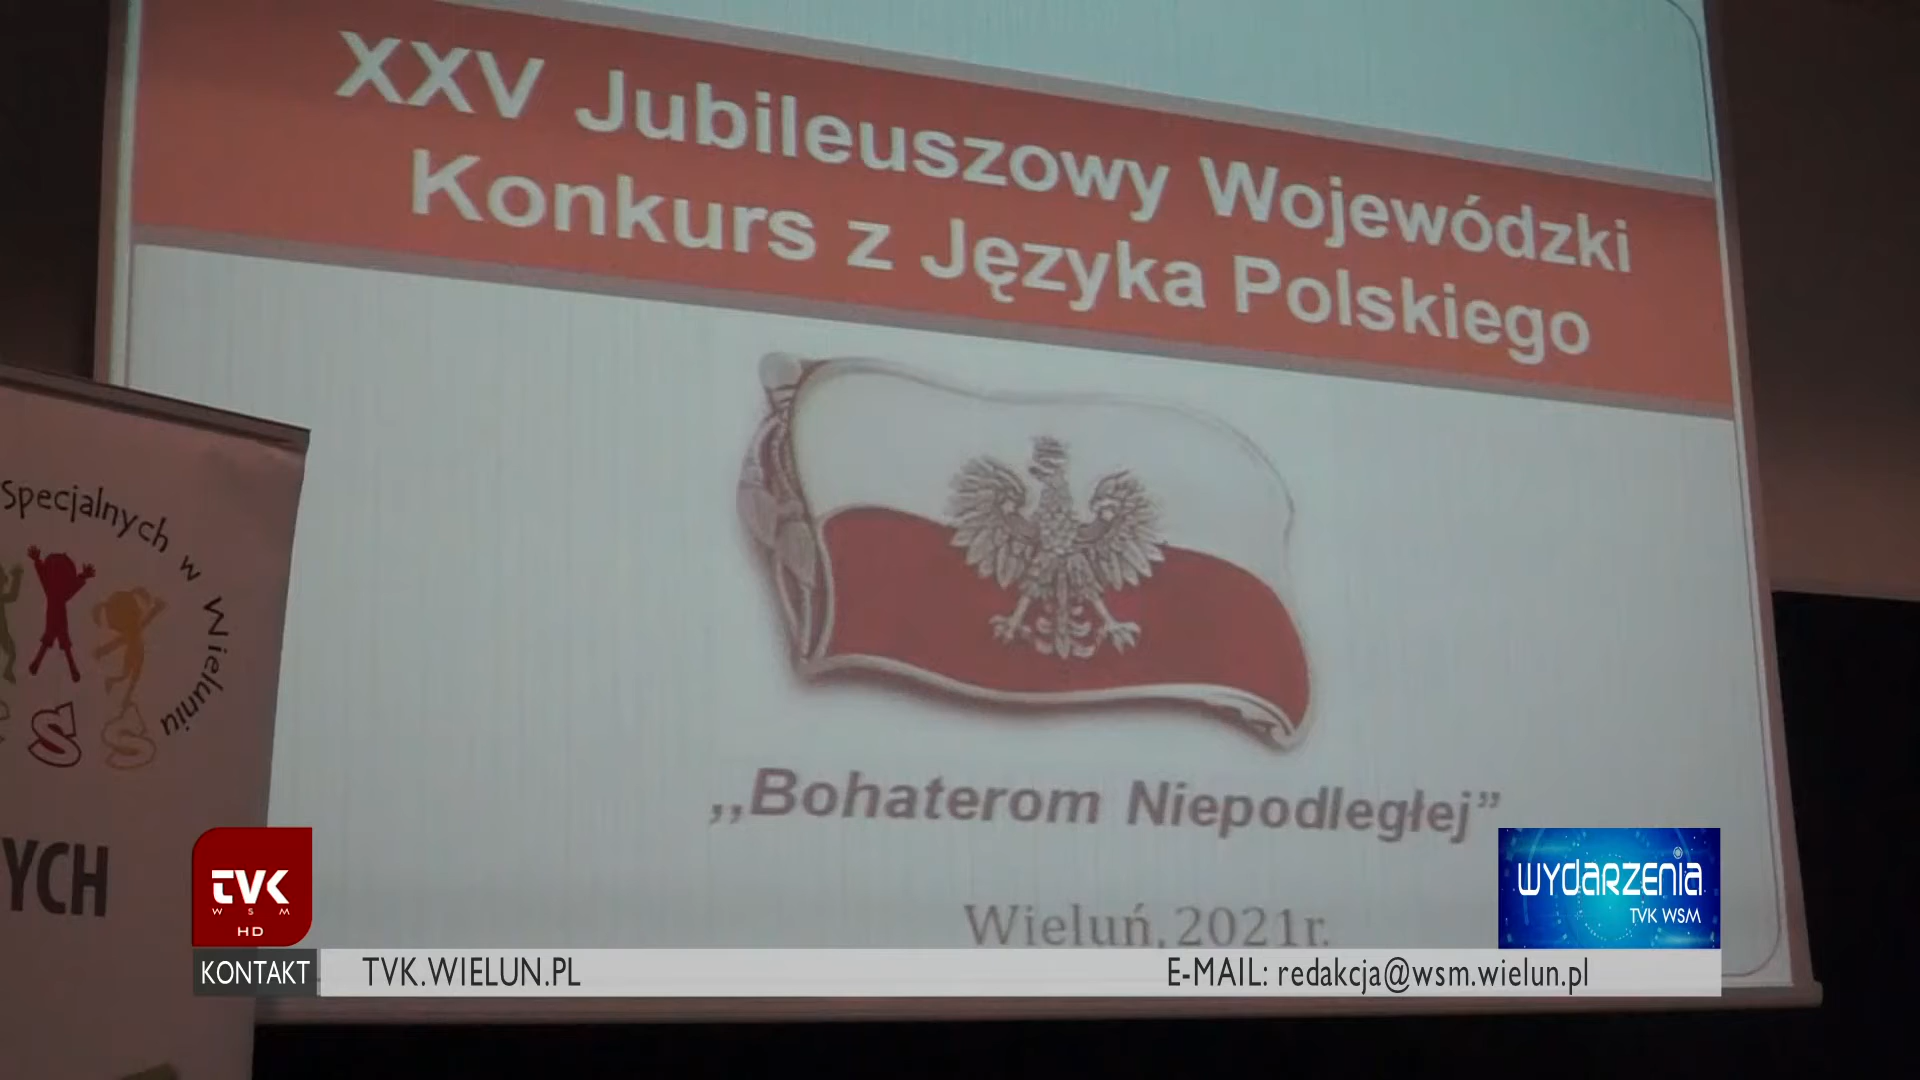 XXV Jubileuszowy Wojewódzki
Konkurs z Języka Polskiego
specjalnych w Wieluniu
S S
,,Bohaterom Niepodległej”
YCH
Wieluń, 2021r.
TVK
WSM
HD
WYDARZENIA
TVK WSM
KONTAKT
TVK.WIELUN.PL
E-MAIL: redakcja@wsm.wielun.pl